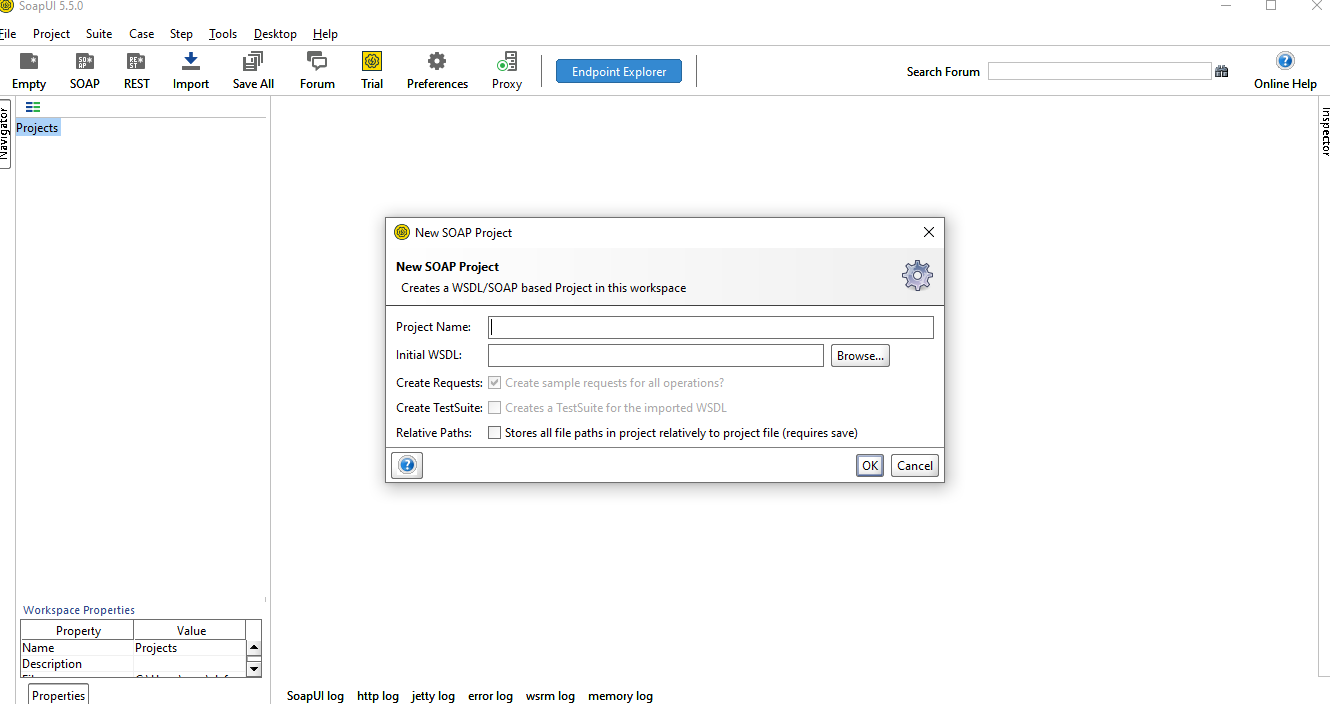 SoapUI 5.5.0
File Project Suite Case Step Tools Desktop Help
Empty SOAP REST Import Save All Forum Trial Preferences Proxy Endpoint Explorer Search Forum Online Help
Navigator
Projects
Inspector
New SOAP Project
New SOAP Project
Creates a WSDL/SOAP based Project in this workspace
Project Name:
Initial WSDL: Browse...
Create Requests: Create sample requests for all operations?
Create TestSuite: Creates a TestSuite for the imported WSDL
Relative Paths: Stores all file paths in project relatively to project file (requires save)
OK Cancel
Workspace Properties
Property Value
Name Projects
Description
Properties
SoapUI log http log jetty log error log wsrm log memory log